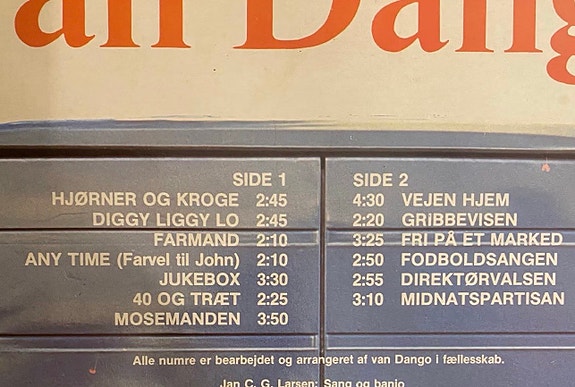 an Dang
SIDE 1
HJØRNER OG KROGE 2:45
DIGGY LIGGY LO 2:45
FARMAND 2:10
ANY TIME (Farvel til John) 2:10
JUKEBOX 3:30
40 OG TRÆT 2:25
MOSEMANDEN 3:50
SIDE 2
4:30 VEJEN HJEM
2:20 GRIBBEVISEN
3:25 FRI PÅ ET MARKED
2:50 FODBOLDSANGEN
2:55 DIREKTØRVALSEN
3:10 MIDNATSPARTISAN
Alle numre er bearbejdet og arrangeret af van Dango i fællesskab.
Jan C. G. Larsen: Sang og banjo